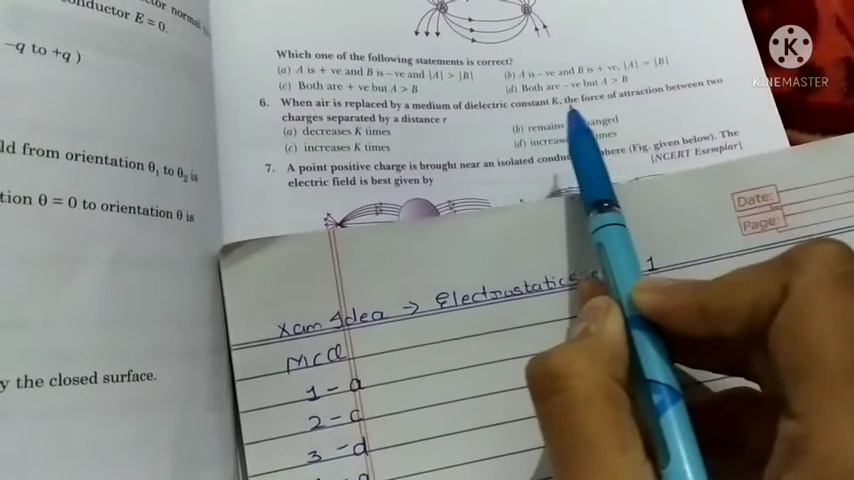 normal
conductor E = 0.
–q to +q )
ld from orientation θ₁ to θ₂ is
tion θ = 0 to orientation θ is
y the closed surface.
Which one of the following statements is correct?
(a) A is + ve and B is – ve and |A| > |B| (b) A is – ve and B is + ve, |A| = |B|
(c) Both are + ve but A > B (d) Both are – ve but A > B
6. When air is replaced by a medium of dielectric constant K, the force of attraction between two
charges separated by a distance r
(a) decreases K times (b) remains
(c) increases K times (d) times
7. A point positive charge is brought near an isolated sphere (Fig. given below). The
electric field is best given by [NCERT Exemplar]
Date:
Page:
Xam Idea → Electrostatics 1
MCQ
1 – a
2 – c
3 – d
K
KINEMASTER